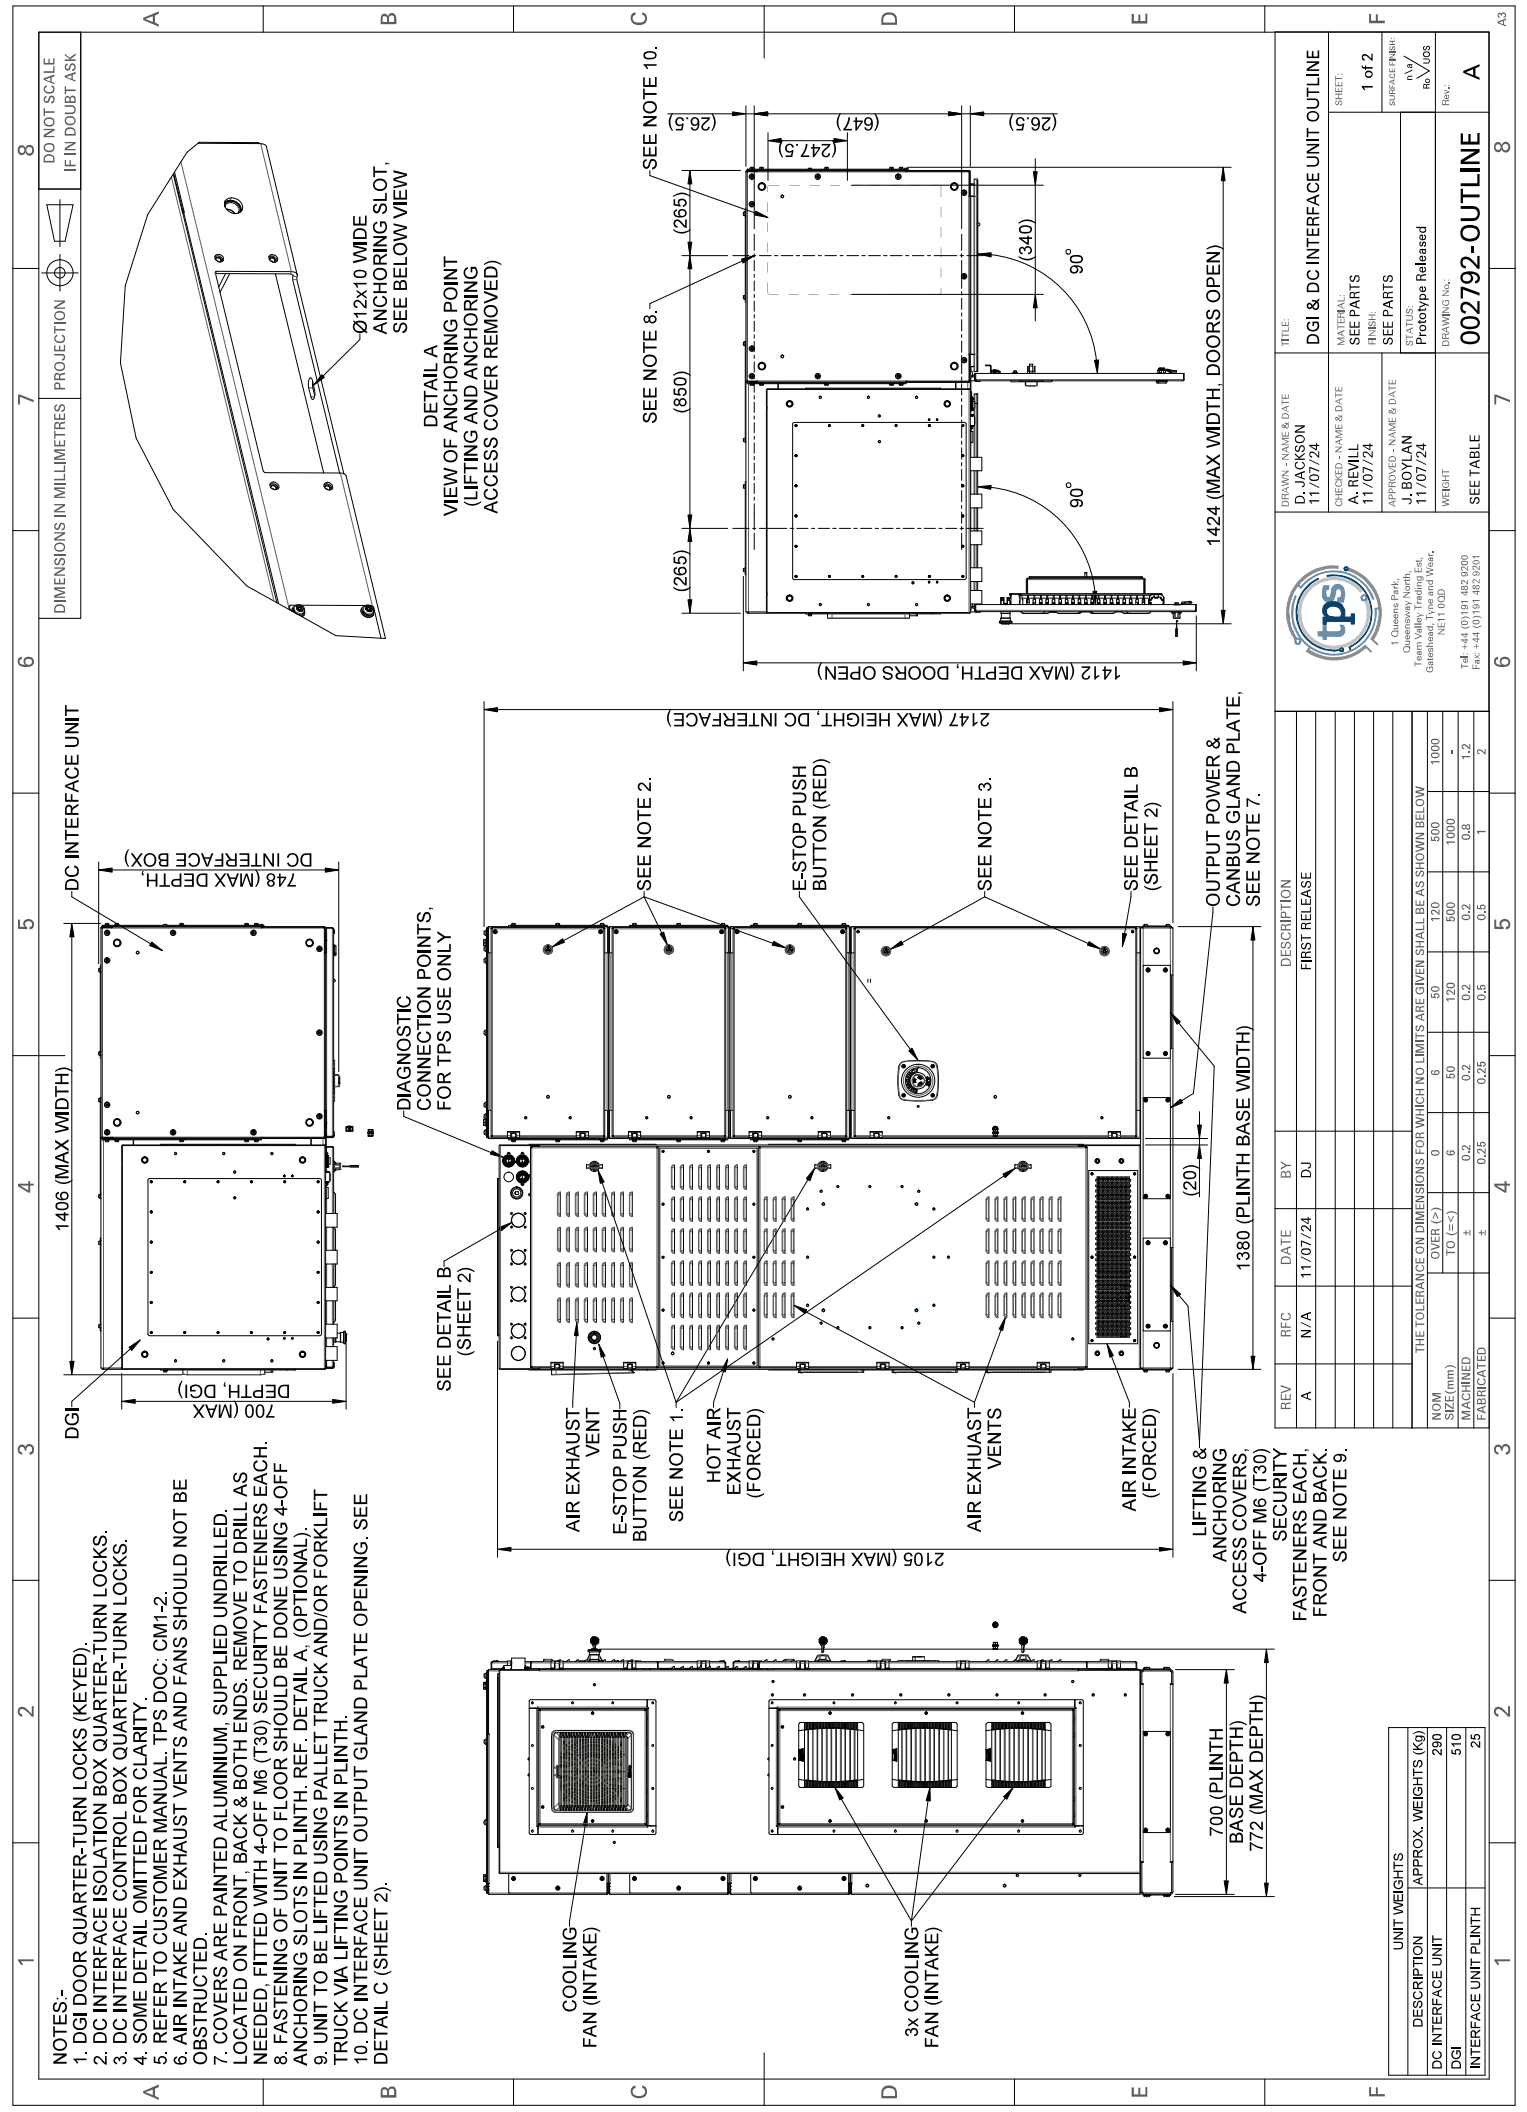 1
2
3
4
5
6
7
8
A
B
C
D
E
F
DIMENSIONS IN MILLIMETRES
PROJECTION
DO NOT SCALE
IF IN DOUBT ASK
NOTES:-
1. DGI DOOR QUARTER-TURN LOCKS (KEYED).
2. DC INTERFACE ISOLATION BOX QUARTER-TURN LOCKS.
3. DC INTERFACE CONTROL BOX QUARTER-TURN LOCKS.
4. SOME DETAIL OMITTED FOR CLARITY.
5. REFER TO CUSTOMER MANUAL. TPS DOC: CM1-2.
6. AIR INTAKE AND EXHAUST VENTS AND FANS SHOULD NOT BE
OBSTRUCTED.
7. COVERS ARE PAINTED ALUMINIUM, SUPPLIED UNDRILLED.
LOCATED ON FRONT, BACK & BOTH ENDS. REMOVE TO DRILL AS
NEEDED, FITTED WITH 4-OFF M6 (T30) SECURITY FASTENERS EACH.
8. FASTENING OF UNIT TO FLOOR SHOULD BE DONE USING 4-OFF
ANCHORING SLOTS IN PLINTH. REF. DETAIL A, (OPTIONAL).
9. UNIT TO BE LIFTED USING PALLET TRUCK AND/OR FORKLIFT
TRUCK VIA LIFTING POINTS IN PLINTH.
10. DC INTERFACE UNIT OUTPUT GLAND PLATE OPENING. SEE
DETAIL C (SHEET 2).
DGI
700 (MAX
DEPTH, DGI)
1406 (MAX WIDTH)
748 (MAX DEPTH,
DC INTERFACE BOX)
DC INTERFACE UNIT
Ø12x10 WIDE
ANCHORING SLOT,
SEE BELOW VIEW
DETAIL A
VIEW OF ANCHORING POINT
(LIFTING AND ANCHORING
ACCESS COVER REMOVED)
COOLING
FAN (INTAKE)
3x COOLING
FAN (INTAKE)
700 (PLINTH
BASE DEPTH)
772 (MAX DEPTH)
SEE DETAIL B
(SHEET 2)
DIAGNOSTIC
CONNECTION POINTS,
FOR TPS USE ONLY
2105 (MAX HEIGHT, DGI)
AIR EXHAUST
VENT
E-STOP PUSH
BUTTON (RED)
SEE NOTE 1.
HOT AIR
EXHAUST
(FORCED)
AIR EXHUAST
VENTS
AIR INTAKE
(FORCED)
LIFTING &
ANCHORING
ACCESS COVERS,
4-OFF M6 (T30)
SECURITY
FASTENERS EACH,
FRONT AND BACK.
SEE NOTE 9.
(20)
1380 (PLINTH BASE WIDTH)
2147 (MAX HEIGHT, DC INTERFACE)
SEE NOTE 2.
E-STOP PUSH
BUTTON (RED)
SEE NOTE 3.
SEE DETAIL B
(SHEET 2)
OUTPUT POWER &
CANBUS GLAND PLATE,
SEE NOTE 7.
SEE NOTE 8.
SEE NOTE 10.
(265)
(850)
(265)
(26.5)
(647)
(247.5)
(26.5)
(340)
90°
90°
1412 (MAX DEPTH, DOORS OPEN)
1424 (MAX WIDTH, DOORS OPEN)
UNIT WEIGHTS
DESCRIPTION APPROX. WEIGHTS (Kg)
DC INTERFACE UNIT 290
DGI 510
INTERFACE UNIT PLINTH 25
REV RFC DATE BY DESCRIPTION
A N/A 11/07/24 DJ FIRST RELEASE
THE TOLERANCE ON DIMENSIONS FOR WHICH NO LIMITS ARE GIVEN SHALL BE AS SHOWN BELOW
NOM
SIZE(mm)
OVER (>) 0 6 50 120 500 1000
TO (=<) 6 50 120 500 1000 -
MACHINED ± 0.2 0.2 0.2 0.2 0.8 1.2
FABRICATED ± 0.25 0.25 0.5 0.5 1 2
tps
1 Queens Park,
Queensway North,
Team Valley Trading Est,
Gateshead, Tyne and Wear,
NE11 0QD
Tel: +44 (0)191 482 9200
Fax: +44 (0)191 482 9201
DRAWN - NAME & DATE
D. JACKSON
11/07/24
CHECKED - NAME & DATE
A. REVILL
11/07/24
APPROVED - NAME & DATE
J. BOYLAN
11/07/24
WEIGHT
SEE TABLE
TITLE:
DGI & DC INTERFACE UNIT OUTLINE
MATERIAL:
SEE PARTS
FINISH:
SEE PARTS
STATUS:
Prototype Released
SHEET:
1 of 2
SURFACE FINISH:
n\a
Ra
UOS
DRAWING No.:
002792-OUTLINE
Rev.:
A
1
2
3
4
5
6
7
8
A
B
C
D
E
F
A3